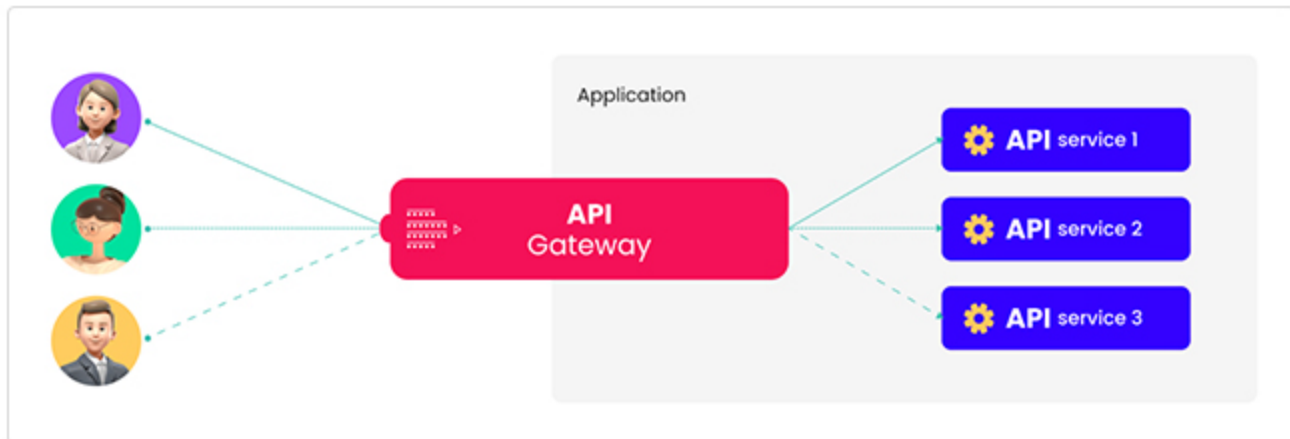 Application
API
Gateway
API service 1
API service 2
API service 3